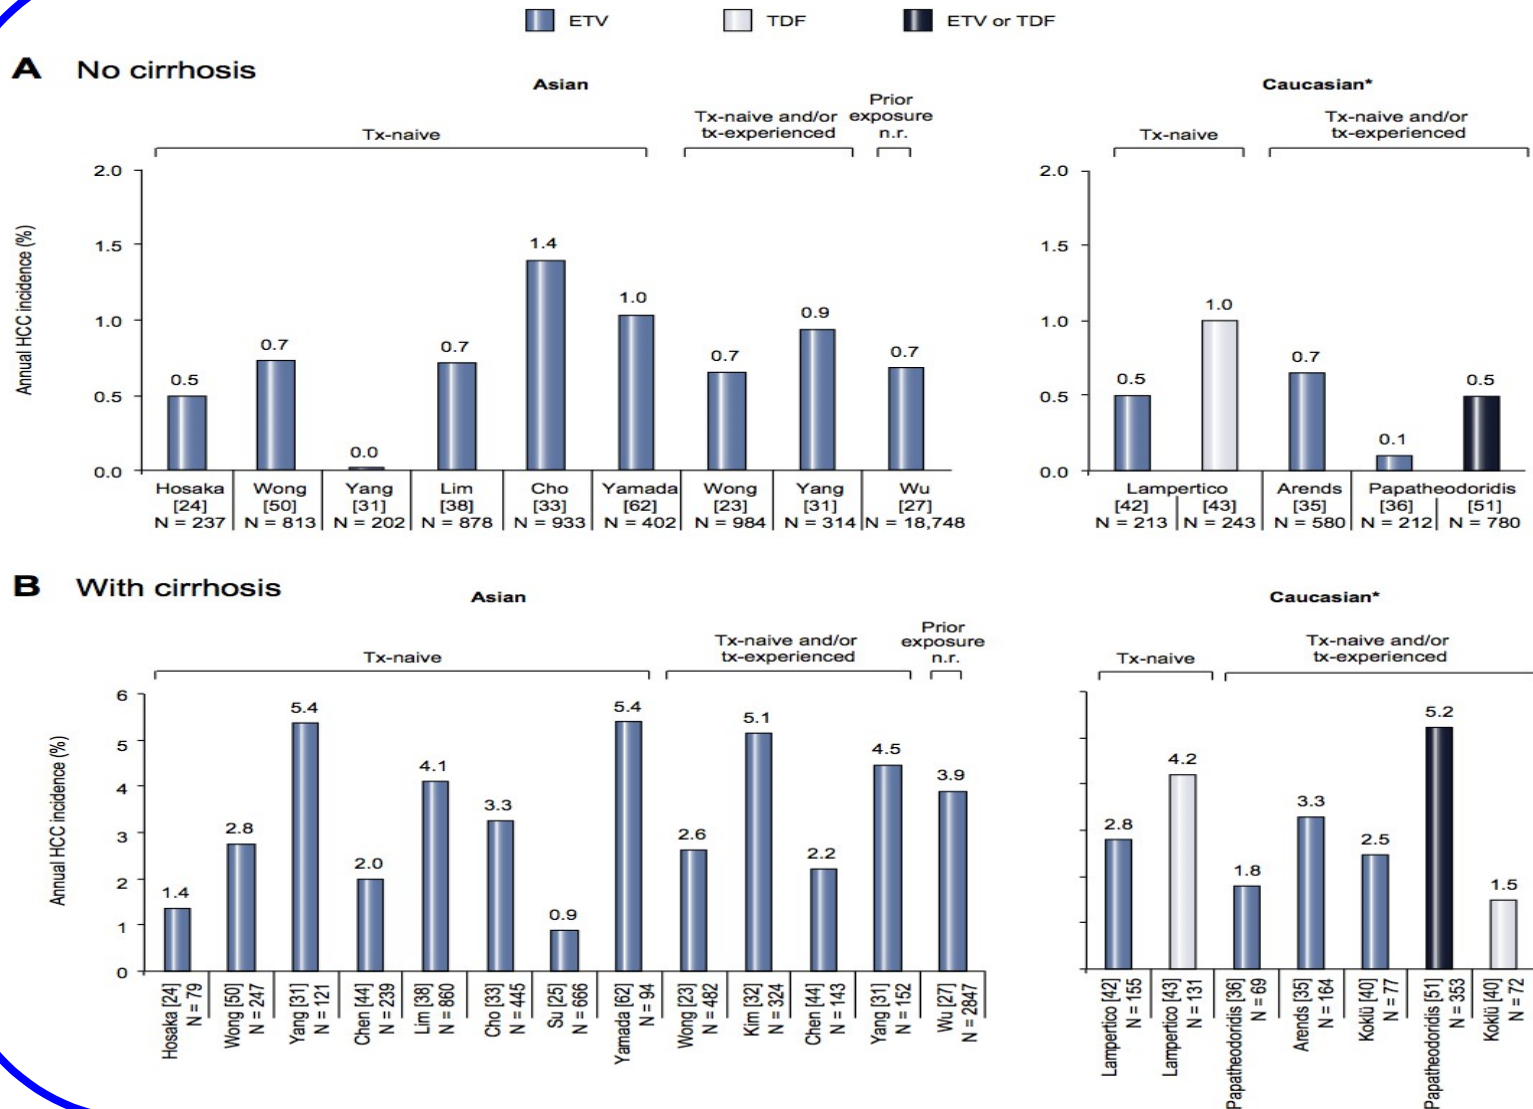 ETV TDF ETV or TDF
A No cirrhosis
Asian
Caucasian*
Tx-naive
Tx-naive and/or
tx-experienced
Prior
exposure
n.r.
Tx-naive
Tx-naive and/or
tx-experienced
Annual HCC incidence (%)
2.0
1.5
1.0
0.5
0.0
0.5
0.7
0.0
0.7
1.4
1.0
0.7
0.9
0.7
Hosaka Wong Yang Lim Cho Yamada Wong Yang Wu
[24] [50] [31] [38] [33] [62] [23] [31] [27]
N = 237 N = 813 N = 202 N = 878 N = 933 N = 402 N = 984 N = 314 N = 18,748
2.0
1.5
1.0
0.5
0.0
0.5
1.0
0.7
0.1
0.5
Lampertico Arends Papatheodoridis
[42] [43] [35] [36] [51]
N = 213 N = 243 N = 580 N = 212 N = 780
B With cirrhosis
Asian
Caucasian*
Tx-naive
Tx-naive and/or
tx-experienced
Prior
exposure
n.r.
Tx-naive
Tx-naive and/or
tx-experienced
Annual HCC incidence (%)
6
5
4
3
2
1
0
1.4
2.8
5.4
2.0
4.1
3.3
0.9
5.4
2.6
5.1
2.2
4.5
3.9
Hosaka [24]
N = 79
Wong [50]
N = 247
Yang [31]
N = 121
Chen [44]
N = 239
Lim [38]
N = 860
Cho [33]
N = 445
Su [25]
N = 666
Yamada [62]
N = 94
Wong [23]
N = 482
Kim [32]
N = 324
Chen [44]
N = 143
Yang [31]
N = 152
Wu [27]
N = 2847
2.8
4.2
1.8
3.3
2.5
5.2
1.5
Lampertico [42]
N = 155
Lampertico [43]
N = 131
Papatheodoridis [36]
N = 69
Arends [35]
N = 164
Koklü [40]
N = 77
Papatheodoridis [51]
N = 353
Koklü [40]
N = 72